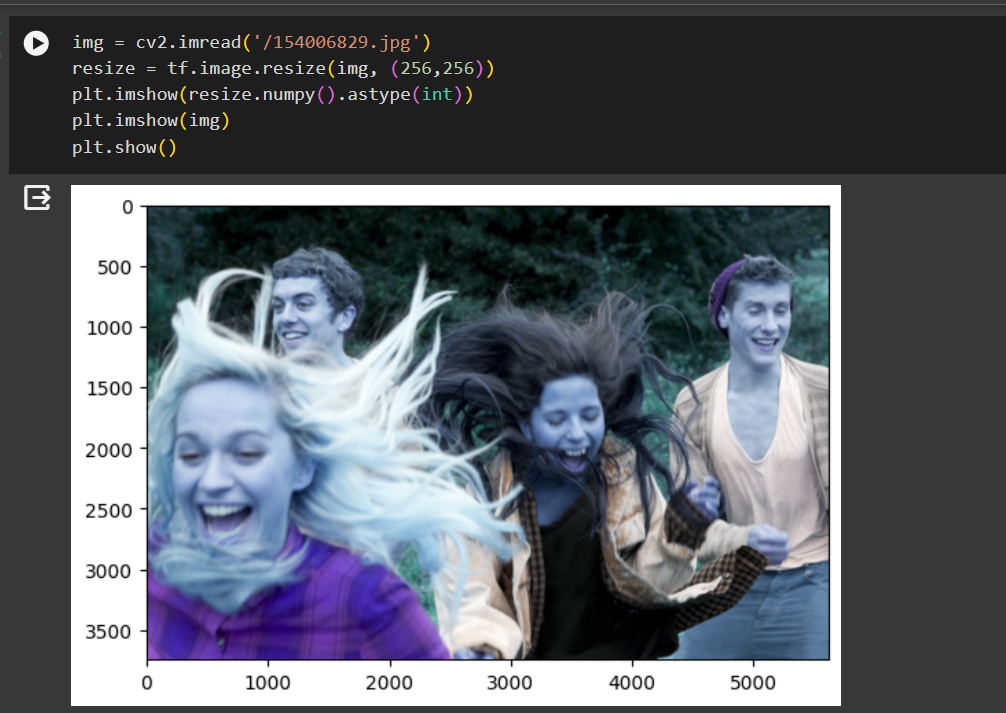 img = cv2.imread('/154006829.jpg')
resize = tf.image.resize(img, (256,256))
plt.imshow(resize.numpy().astype(int))
plt.imshow(img)
plt.show()
0
500
1000
1500
2000
2500
3000
3500
0 1000 2000 3000 4000 5000